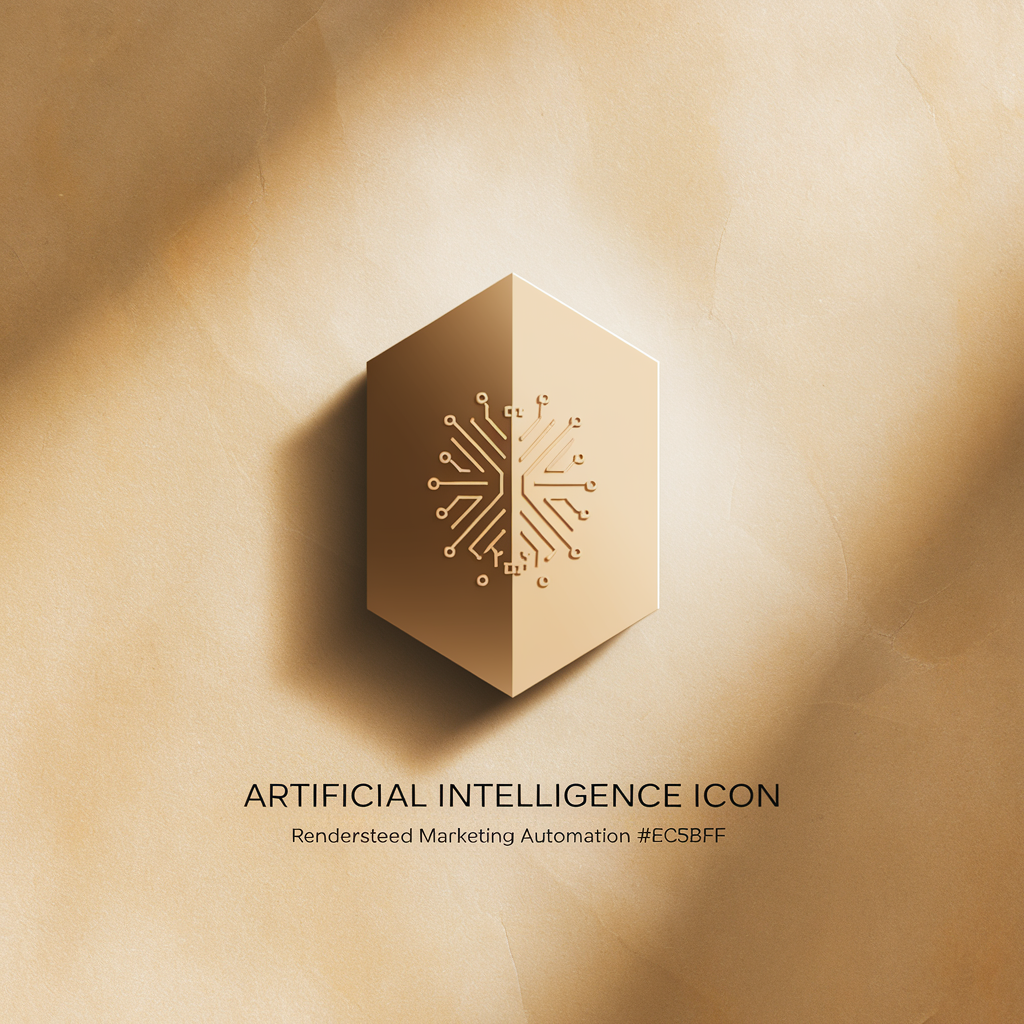 ARTIFICIAL INTELLIGENCE ICON
Rendersteed Marketing Automation #EC5BFF